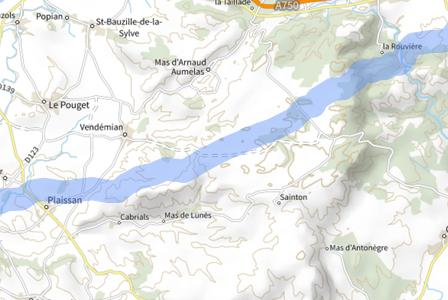 la Taillade
A750
Popian
St-Bauzille-de-la-
Sylve
la Rouvière
Mas d'Arnaud
Aumelas
D139
Le Pouget
Vendémian
D123
Plaissan
Sainton
Cabrials
Mas de Lunès
Mas d'Antonègre